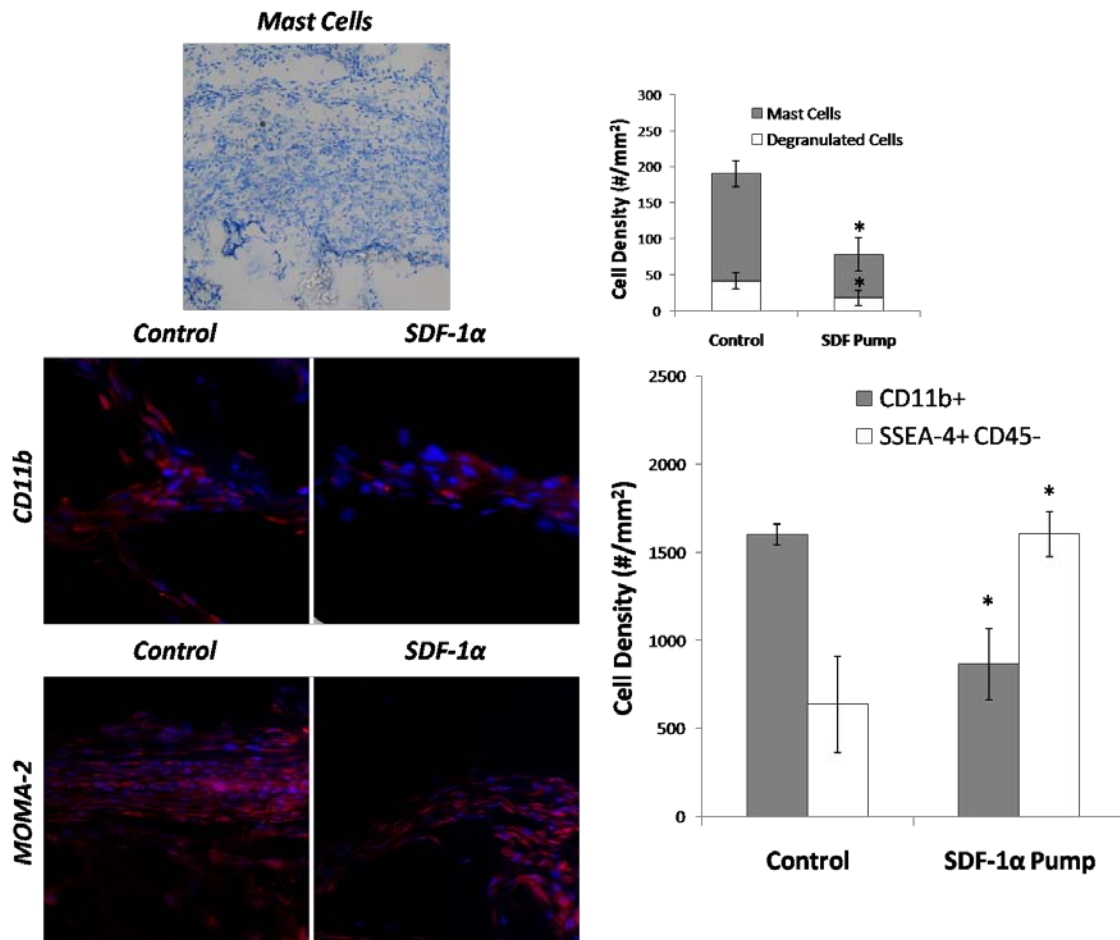 Mast Cells
Control SDF-1α
CD11b
Control SDF-1α
MOMA-2
Cell Density (#/mm²)
300
250
200
150
100
50
0
Mast Cells
Degranulated Cells
*
*
Control SDF Pump
Cell Density (#/mm²)
2500
2000
1500
1000
500
0
CD11b+
SSEA-4+ CD45-
*
*
Control SDF-1α Pump